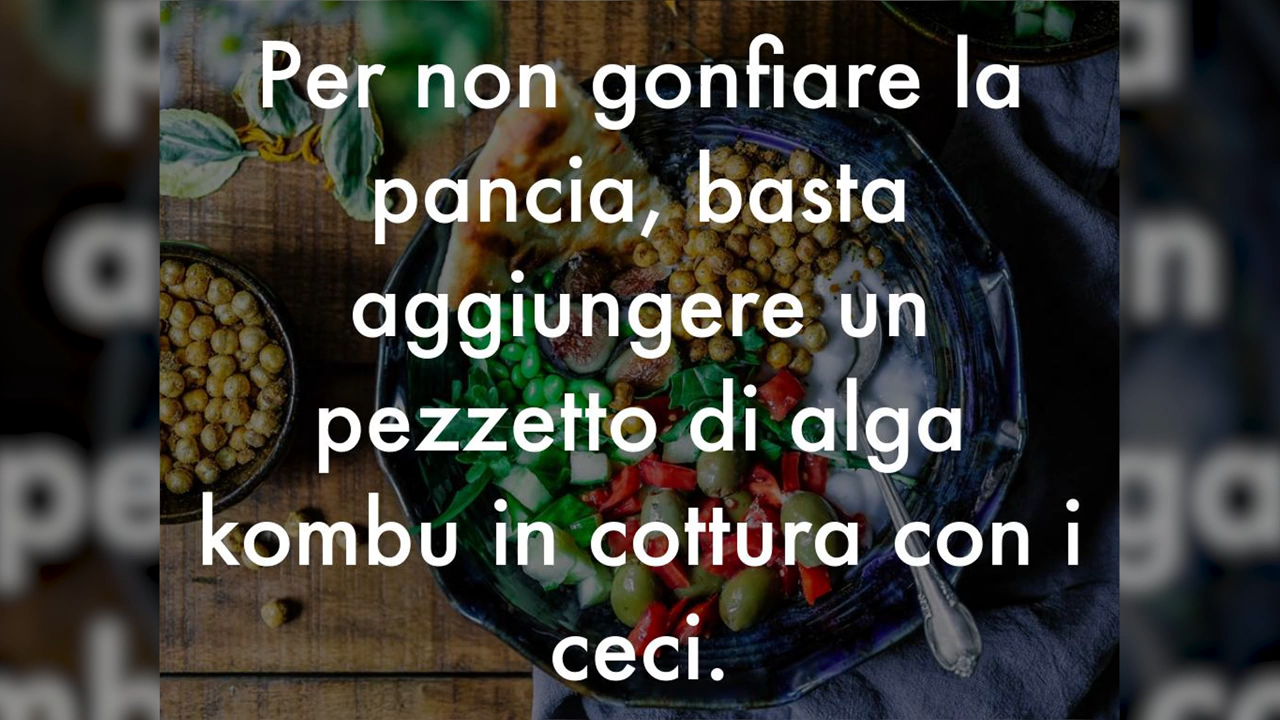 Per non gonfiare la
pancia, basta
aggiungere un
pezzetto di alga
kombu in cottura con i
ceci.